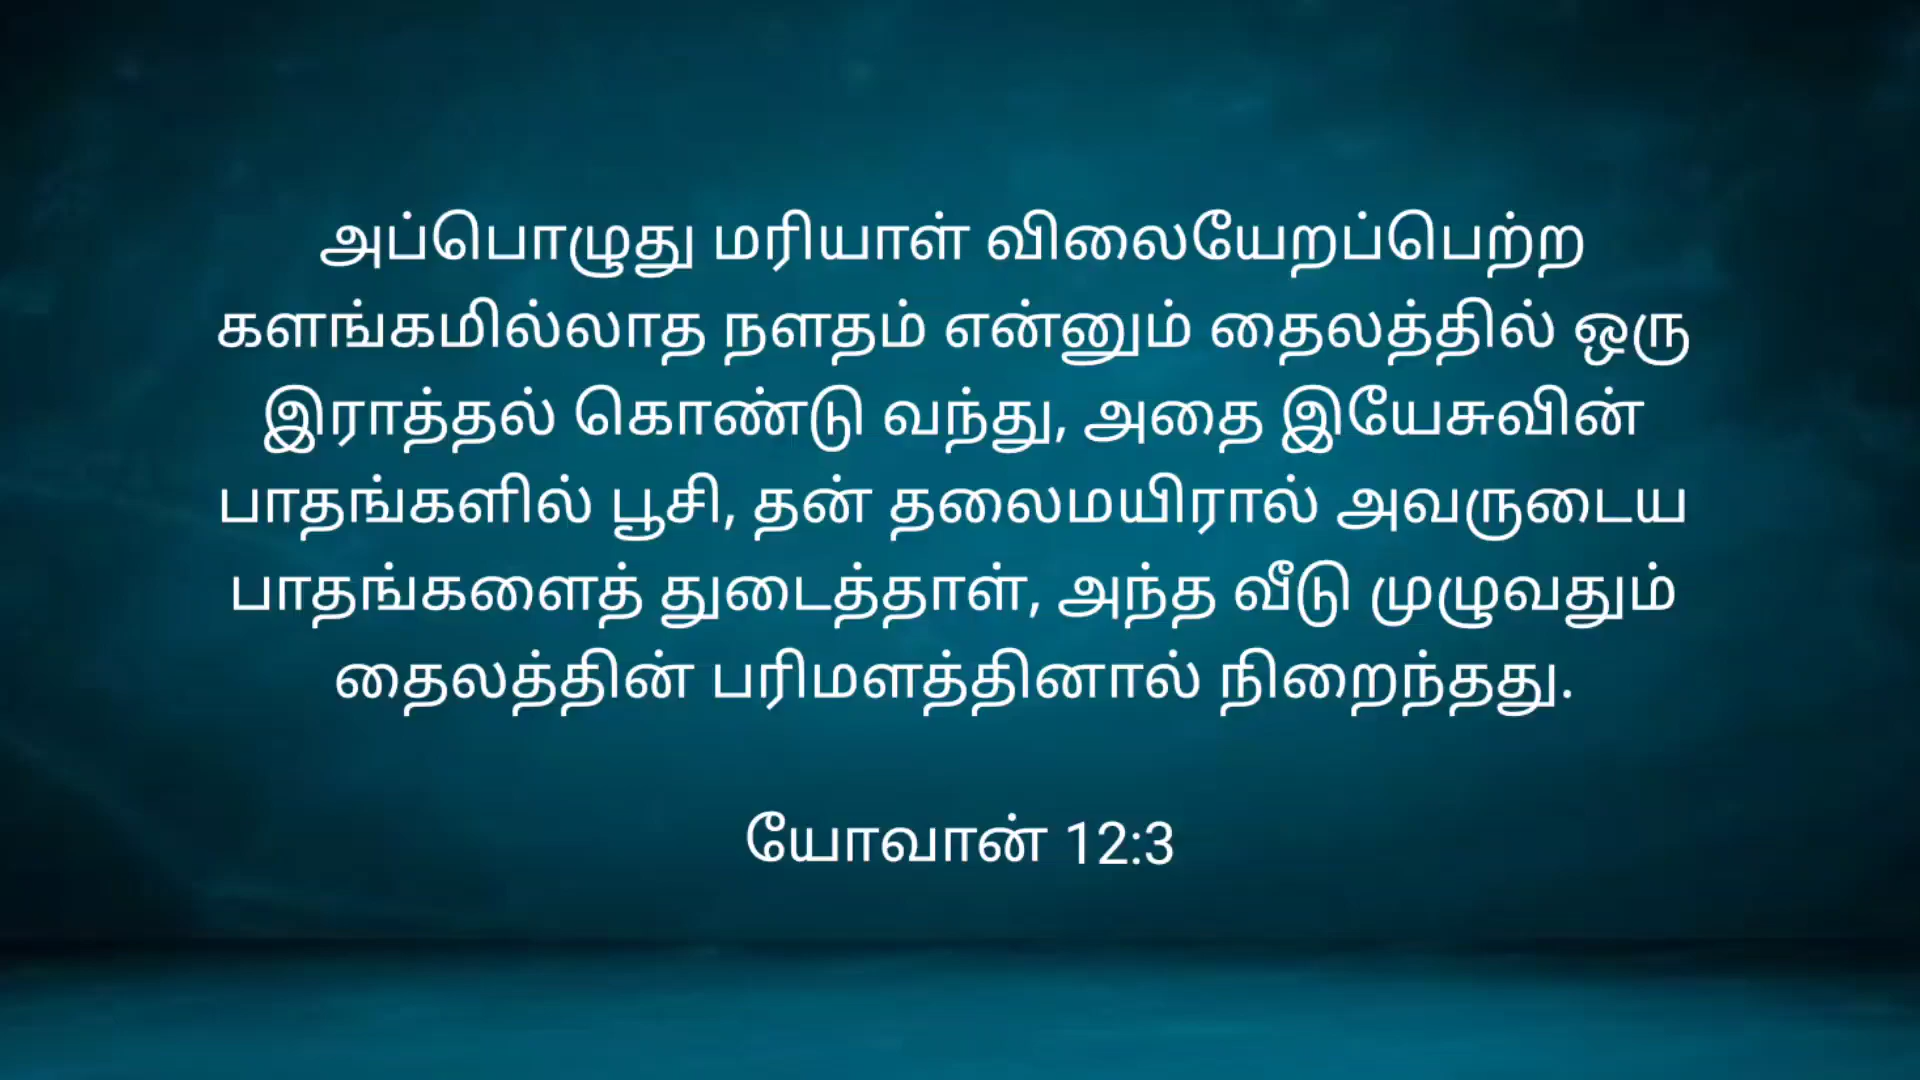 அப்பொழுது மரியாள் விலையேறப்பெற்ற
களங்கமில்லாத நளதம் என்னும் தைலத்தில் ஒரு
இராத்தல் கொண்டு வந்து, அதை இயேசுவின்
பாதங்களில் பூசி, தன் தலைமயிரால் அவருடைய
பாதங்களைத் துடைத்தாள், அந்த வீடு முழுவதும்
தைலத்தின் பரிமளத்தினால் நிறைந்தது.
யோவான் 12:3